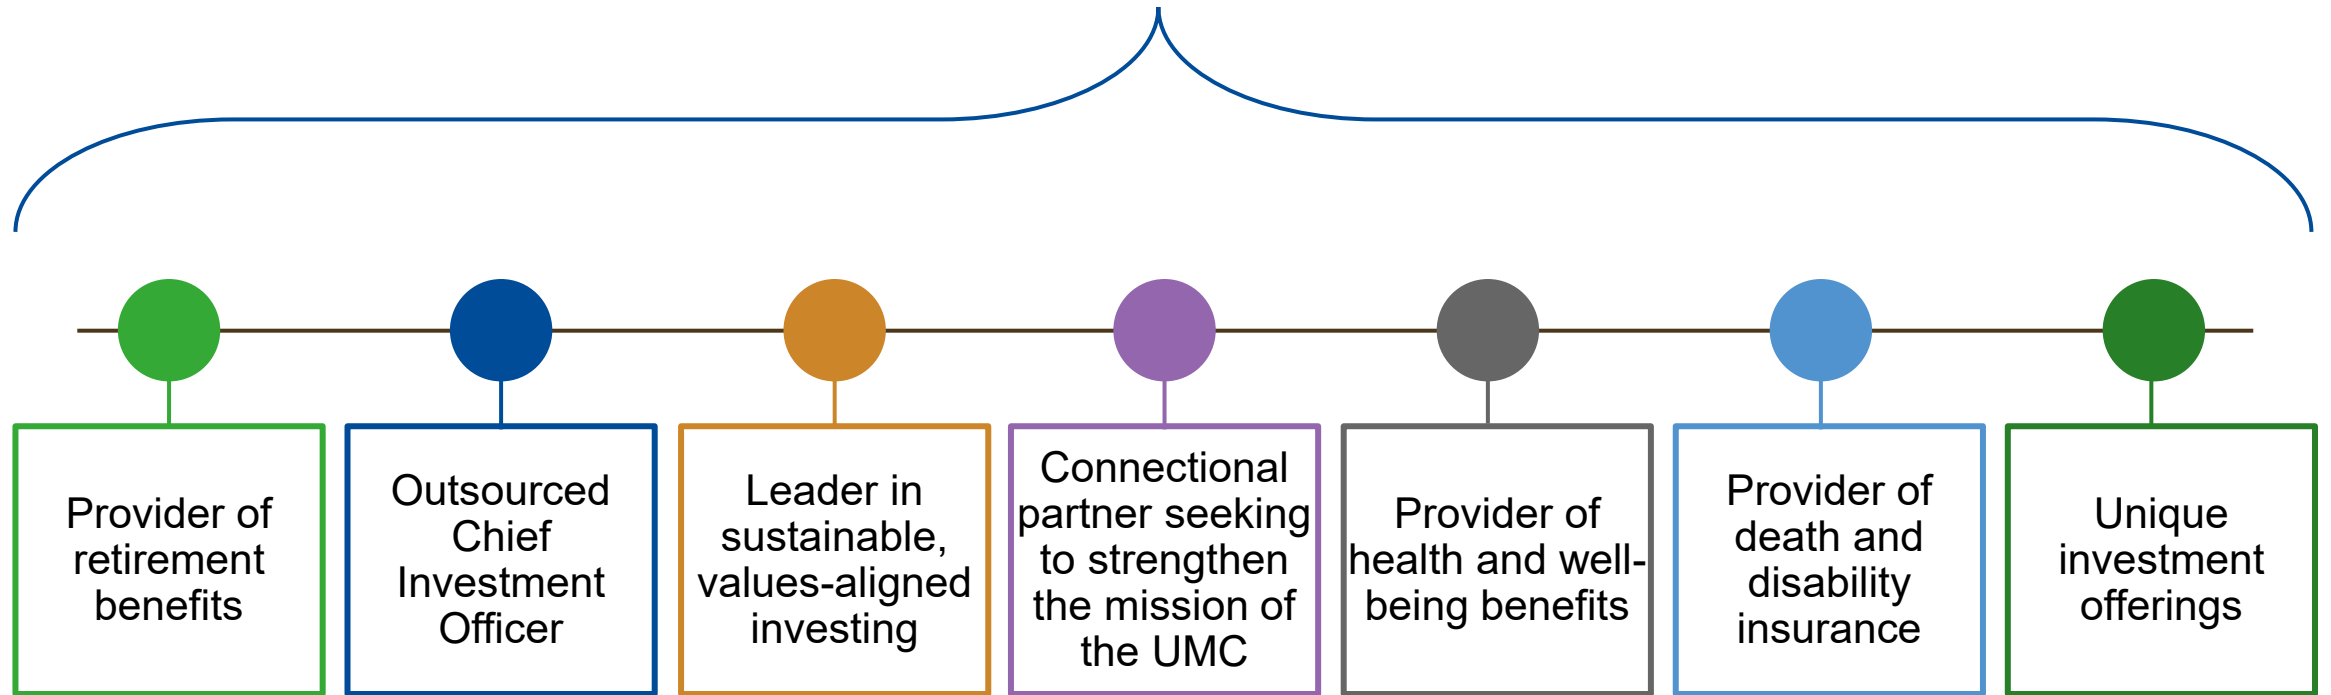 Provider of
retirement
benefits
Outsourced
Chief
Investment
Officer
Leader in
sustainable,
values-aligned
investing
Connectional
partner seeking
to strengthen
the mission of
the UMC
Provider of
health and well-
being benefits
Provider of
death and
disability
insurance
Unique
investment
offerings